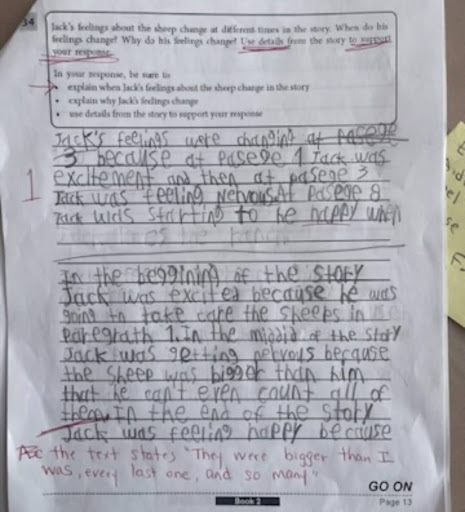 34
Jack's feelings about the sheep change at different times in the story. When do his
feelings change? Why do his feelings change? Use details from the story to support
your response.
In your response, be sure to
• explain when Jack's feelings about the sheep change in the story
• explain why Jack's feelings change
• use details from the story to support your response
Jack's feelings were changing at pasege
3 because at pasege 1 Jack was
excitement and then at pasege 3
1
Jack was feeling nervous. At pasege 8
Jack was starting to be happy when
In the beggining of the story
Jack was excited because he was
going to take care the sheeps in
paregrath 1. In the middid of the story
Jack was getting nervous because
the sheep was bigger than him
that he can't even count all of
them. In the end of the story
Jack was feeling happy because
the text states "They were bigger than I
was, every last one, and so many"
GO ON
Book 2
Page 13